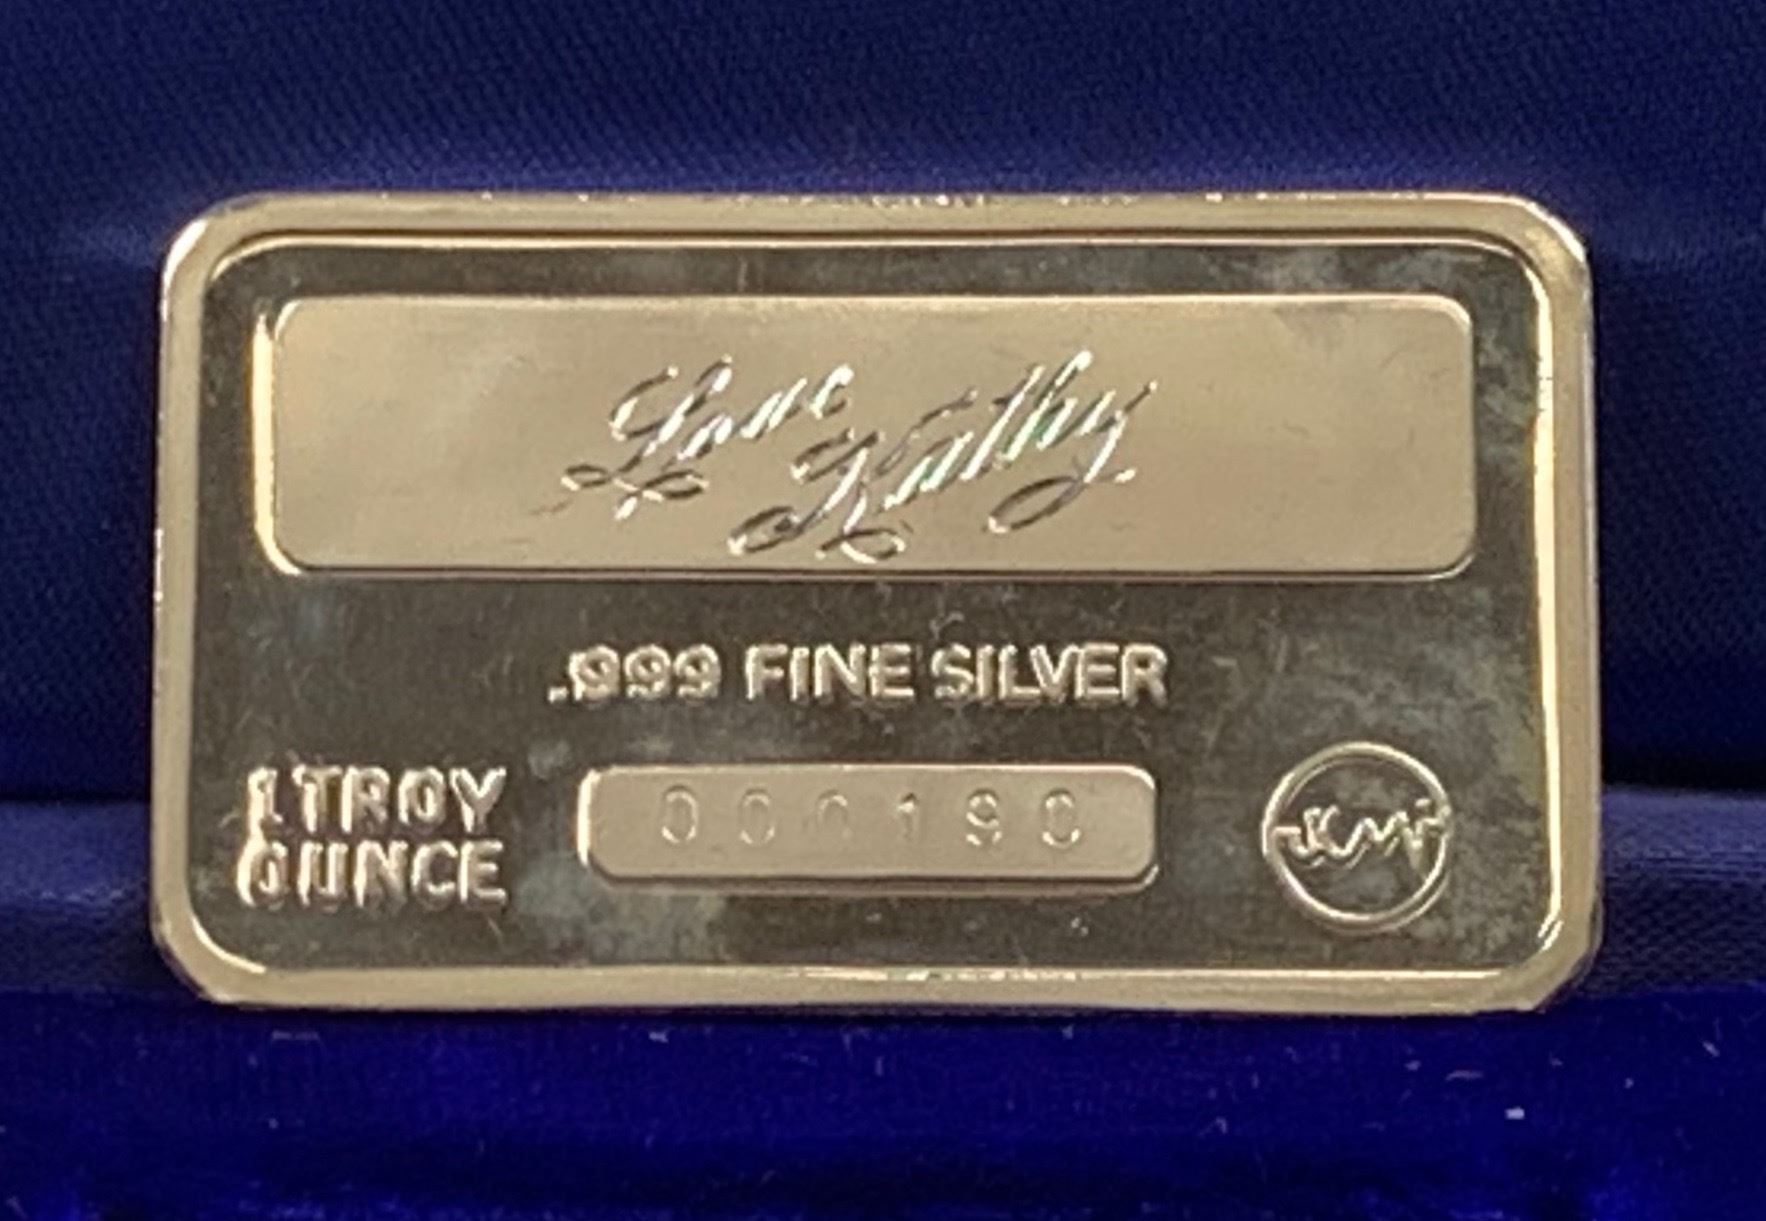 Love
Kathy
.999 FINE SILVER
1 TROY
OUNCE
000190